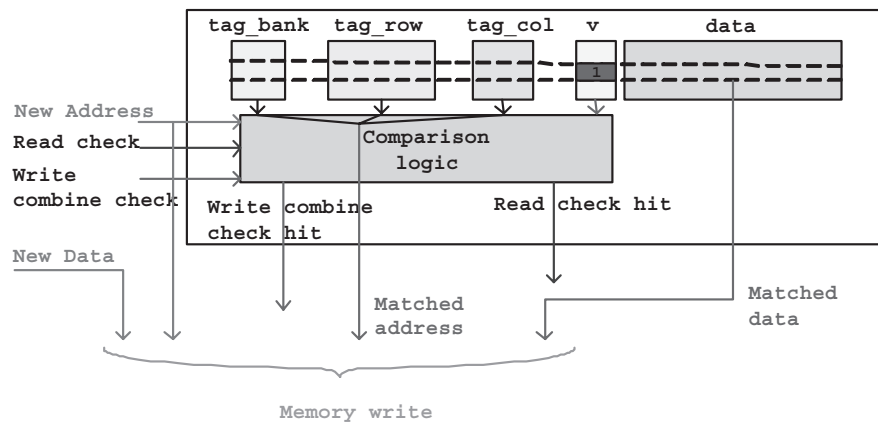 tag_bank tag_row tag_col v data
1
New Address
Read check
Write
combine check
Comparison
logic
Write combine
check hit
Read check hit
New Data
Matched
address
Matched
data
Memory write